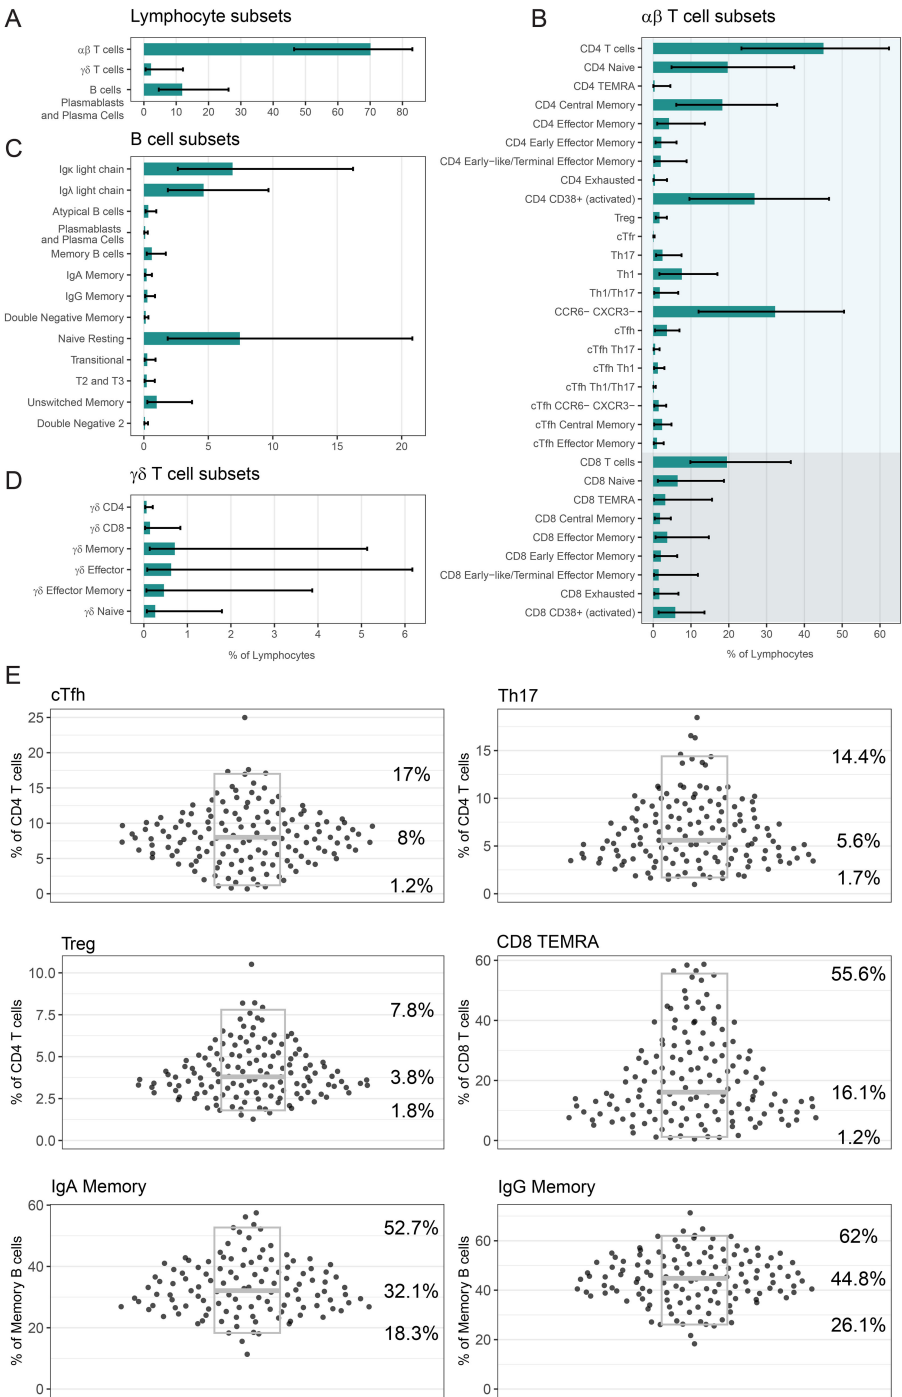 A
Lymphocyte subsets
αβ T cells
γδ T cells
B cells
Plasmablasts
and Plasma Cells
0 10 20 30 40 50 60 70 80
C
B cell subsets
Igκ light chain
Igλ light chain
Atypical B cells
Plasmablasts
and Plasma Cells
Memory B cells
IgA Memory
IgG Memory
Double Negative Memory
Naive Resting
Transitional
T2 and T3
Unswitched Memory
Double Negative 2
0 5 10 15 20
D
γδ T cell subsets
γδ CD4
γδ CD8
γδ Memory
γδ Effector
γδ Effector Memory
γδ Naive
0 1 2 3 4 5 6
% of Lymphocytes
B
αβ T cell subsets
CD4 T cells
CD4 Naive
CD4 TEMRA
CD4 Central Memory
CD4 Effector Memory
CD4 Early Effector Memory
CD4 Early−like/Terminal Effector Memory
CD4 Exhausted
CD4 CD38+ (activated)
Treg
cTfr
Th17
Th1
Th1/Th17
CCR6− CXCR3−
cTfh
cTfh Th17
cTfh Th1
cTfh Th1/Th17
cTfh CCR6− CXCR3−
cTfh Central Memory
cTfh Effector Memory
CD8 T cells
CD8 Naive
CD8 TEMRA
CD8 Central Memory
CD8 Effector Memory
CD8 Early Effector Memory
CD8 Early−like/Terminal Effector Memory
CD8 Exhausted
CD8 CD38+ (activated)
0 10 20 30 40 50 60
% of Lymphocytes
E
cTfh
% of CD4 T cells
25
20
15
10
5
0
17%
8%
1.2%
Th17
% of CD4 T cells
15
10
5
0
14.4%
5.6%
1.7%
Treg
% of CD4 T cells
10.0
7.5
5.0
2.5
0.0
7.8%
3.8%
1.8%
CD8 TEMRA
% of CD8 T cells
60
40
20
0
55.6%
16.1%
1.2%
IgA Memory
% of Memory B cells
60
40
20
0
52.7%
32.1%
18.3%
IgG Memory
% of Memory B cells
60
40
20
0
62%
44.8%
26.1%